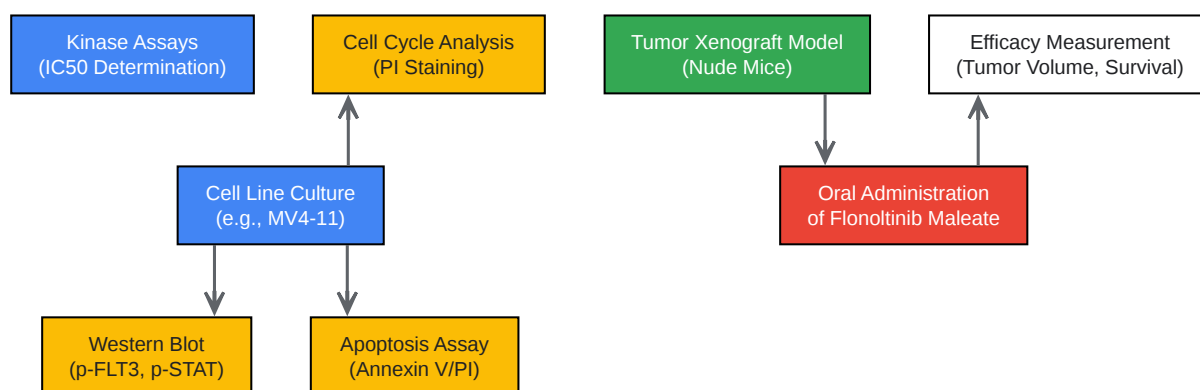 Kinase Assays
(IC50 Determination)
Cell Cycle Analysis
(PI Staining)
Tumor Xenograft Model
(Nude Mice)
Efficacy Measurement
(Tumor Volume, Survival)
Cell Line Culture
(e.g., MV4-11)
Oral Administration
of Flonoltinib Maleate
Western Blot
(p-FLT3, p-STAT)
Apoptosis Assay
(Annexin V/PI)